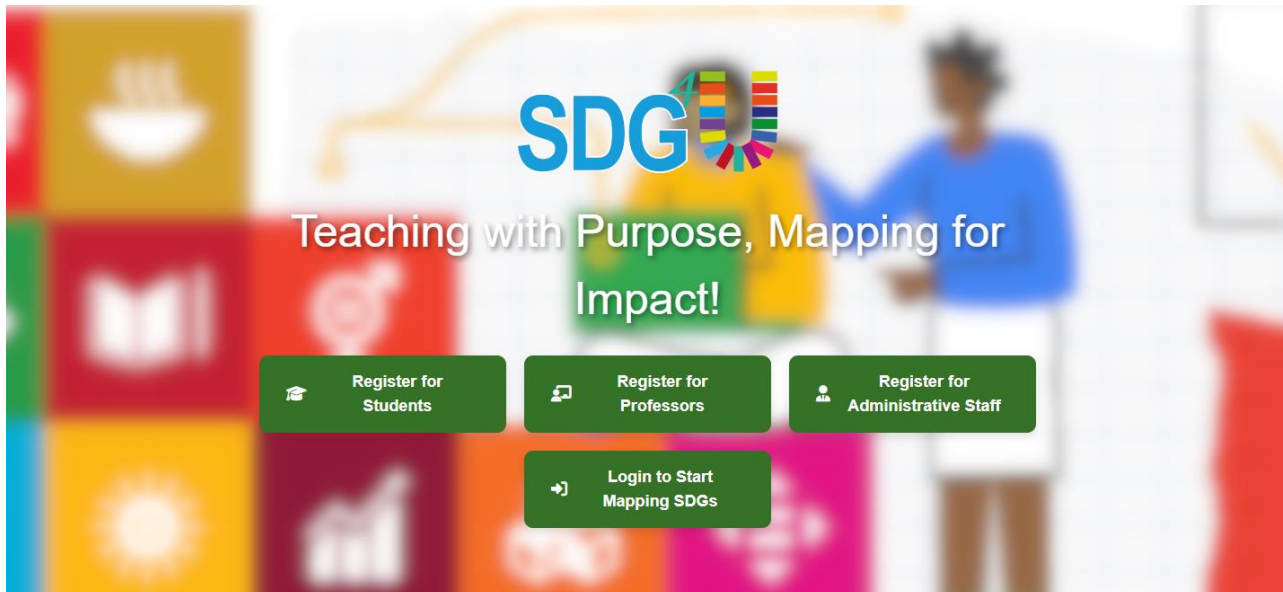 SDG4U
Teaching with Purpose, Mapping for
Impact!
Register for
Students
Register for
Professors
Register for
Administrative Staff
Login to Start
Mapping SDGs